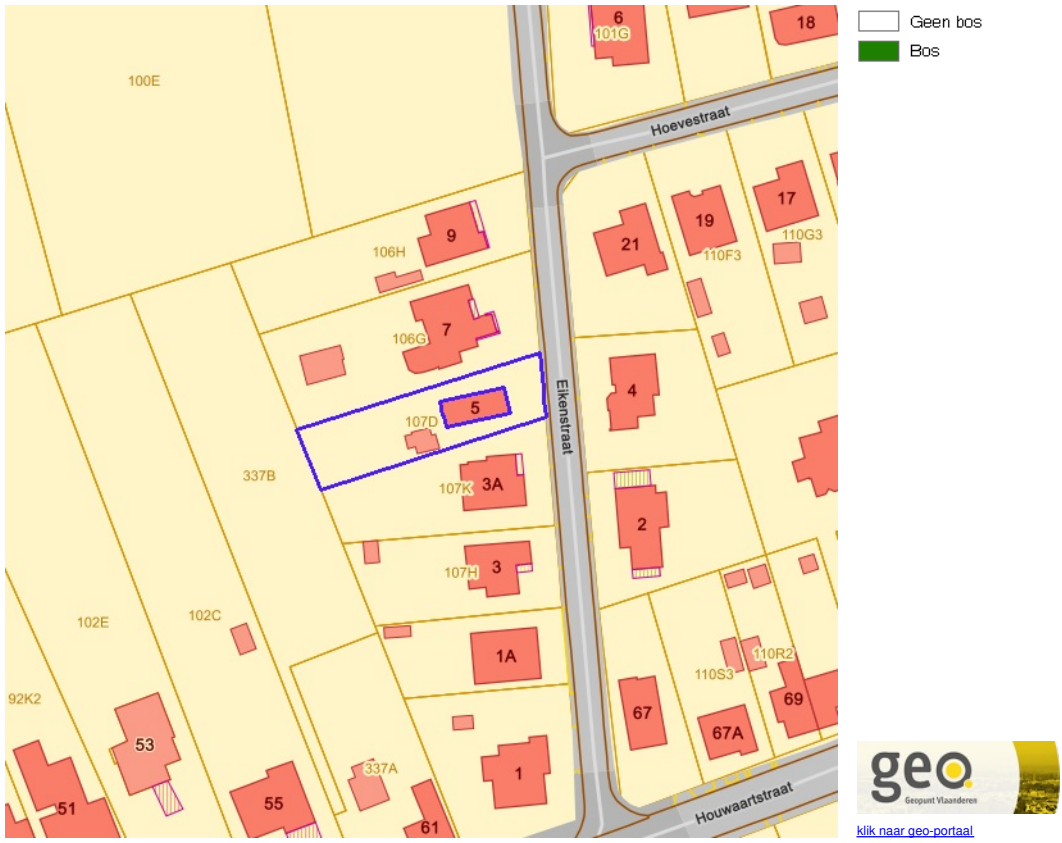 6
101G
18
Geen bos
Bos
100E
Hoevestraat
17
19
110G3
9
21
106H
110F3
7
106G
4
5
107D
Eikenstraat
337B
3A
107K
2
3
107H
102C
102E
1A
110R2
110S3
92K2
67
69
67A
53
337A
1
55
51
61
Houwaartstraat
geo
Geopunt Vlaanderen
klik naar geo-portaal